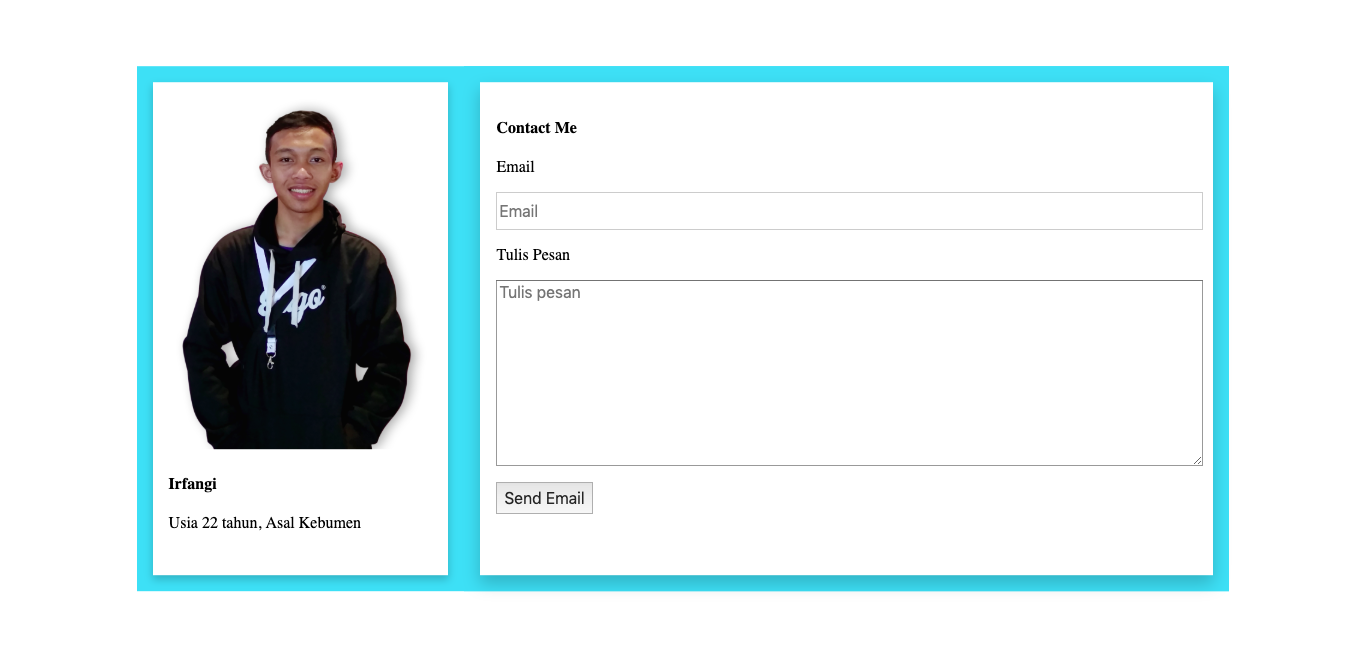 Irfangi
Usia 22 tahun, Asal Kebumen
Contact Me
Email
Email
Tulis Pesan
Tulis pesan
Send Email